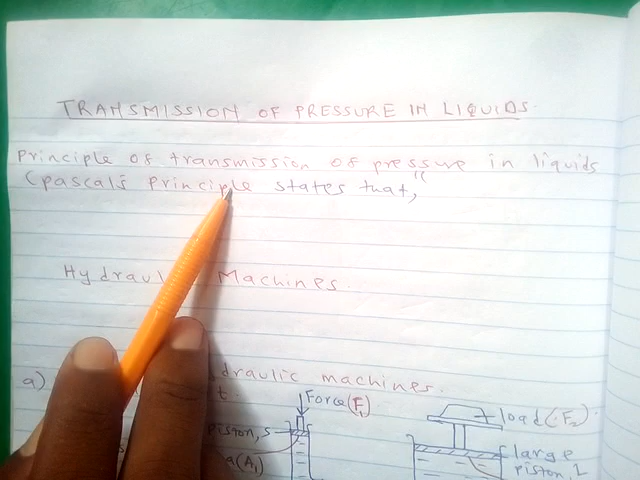 TRANSMISSION OF PRESSURE IN LIQUIDS.
Principle of transmission of pressure in liquids
(pascal's principle states that, "
Hydraul Machines.
a) draulic machines.
t.
Force(F₁)
load(F₂).
piston, s
a(A₁)
large
piston, L